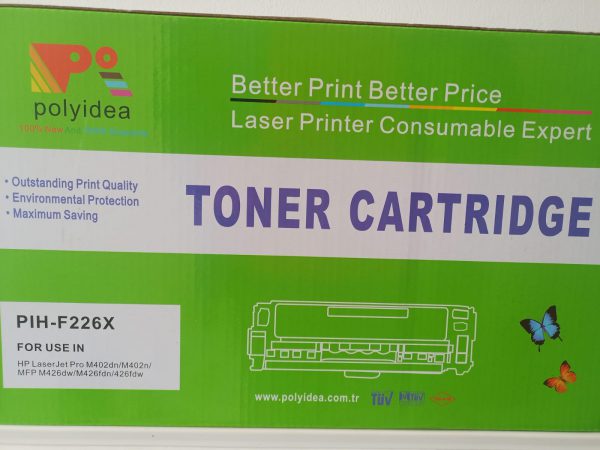 polyidea
100% New And
Better Print Better Price
Laser Printer Consumable Expert
• Outstanding Print Quality
• Environmental Protection
• Maximum Saving
TONER CARTRIDGE
PIH-F226X
FOR USE IN
HP LaserJet Pro M402dn/M402n/
MFP M426dw/M426fdn/426fdw
www.polyidea.com.tr
TÜV